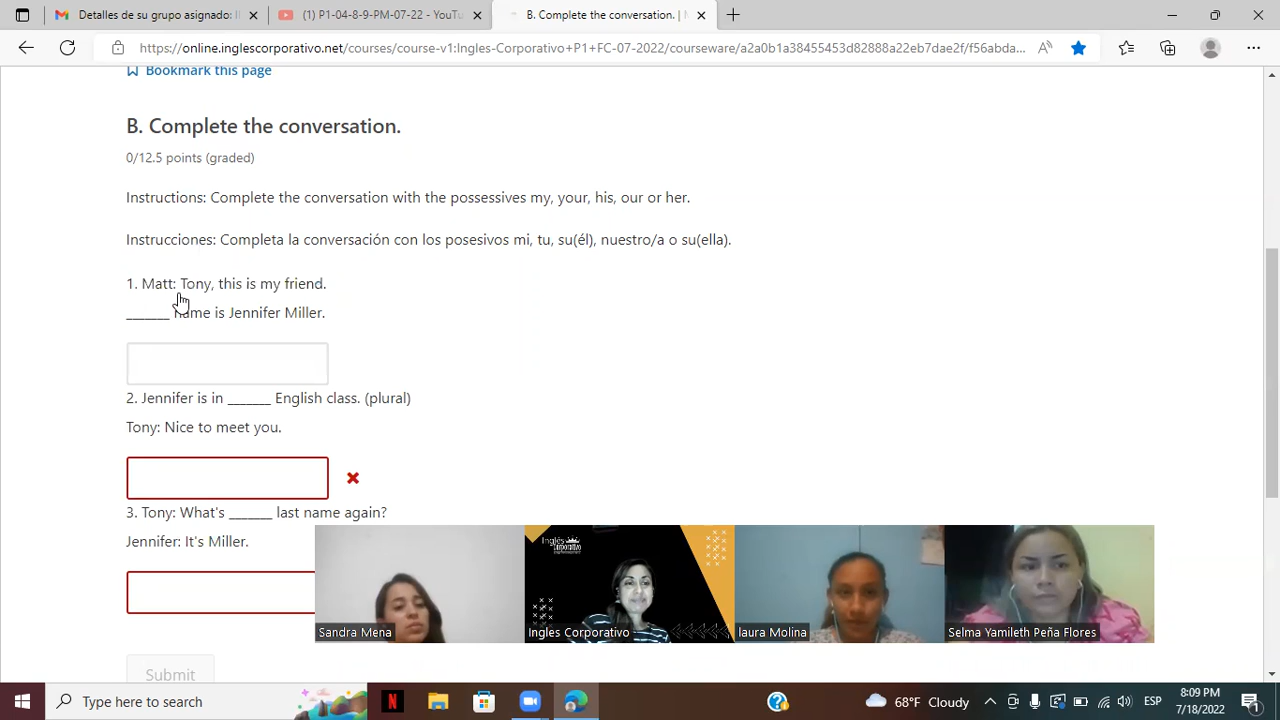 Detalles de su grupo asignado: I
(1) P1-04-8-9-PM-07-22 - YouTu
B. Complete the conversation. |
https://online.inglescorporativo.net/courses/course-v1:Ingles-Corporativo+P1+FC-07-2022/courseware/a2a0b1a38455453d82888a22eb7dae2f/f56abda...
Bookmark this page
B. Complete the conversation.
0/12.5 points (graded)
Instructions: Complete the conversation with the possessives my, your, his, our or her.
Instrucciones: Completa la conversación con los posesivos mi, tu, su(él), nuestro/a o su(ella).
1. Matt: Tony, this is my friend.
______ name is Jennifer Miller.
2. Jennifer is in ______ English class. (plural)
Tony: Nice to meet you.
3. Tony: What's ______ last name again?
Jennifer: It's Miller.
Inglés
Corporativo
Sandra Mena
Ingles Corporativo
laura Molina
Selma Yamileth Peña Flores
Submit
Type here to search
N
68°F Cloudy
ESP
8:09 PM
7/18/2022
1